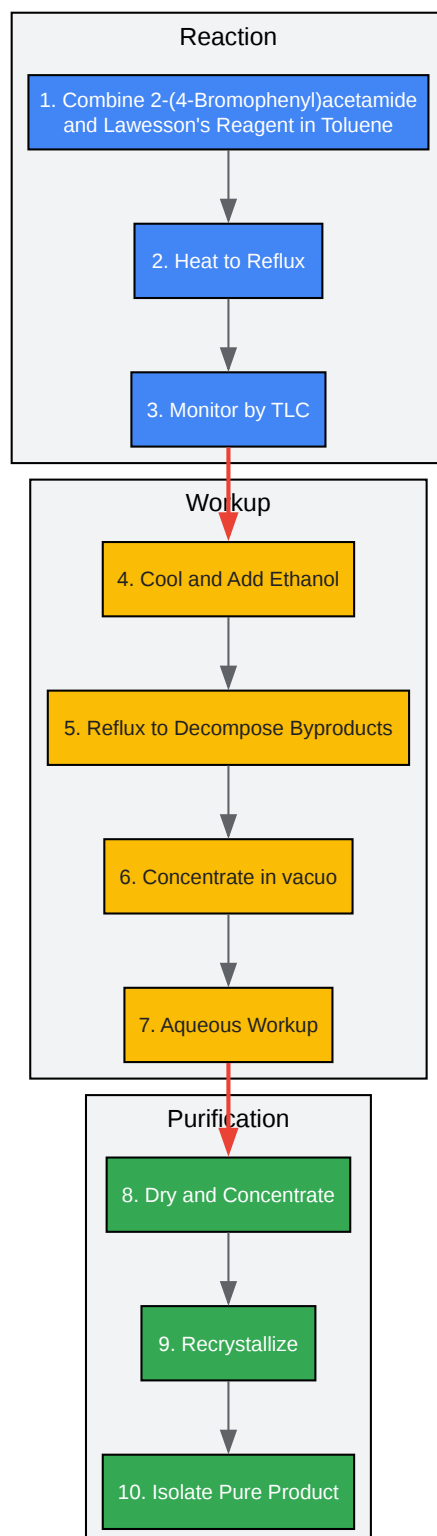 Reaction
1. Combine 2-(4-Bromophenyl)acetamide
and Lawesson's Reagent in Toluene
2. Heat to Reflux
3. Monitor by TLC
Workup
4. Cool and Add Ethanol
5. Reflux to Decompose Byproducts
6. Concentrate in vacuo
7. Aqueous Workup
Purification
8. Dry and Concentrate
9. Recrystallize
10. Isolate Pure Product